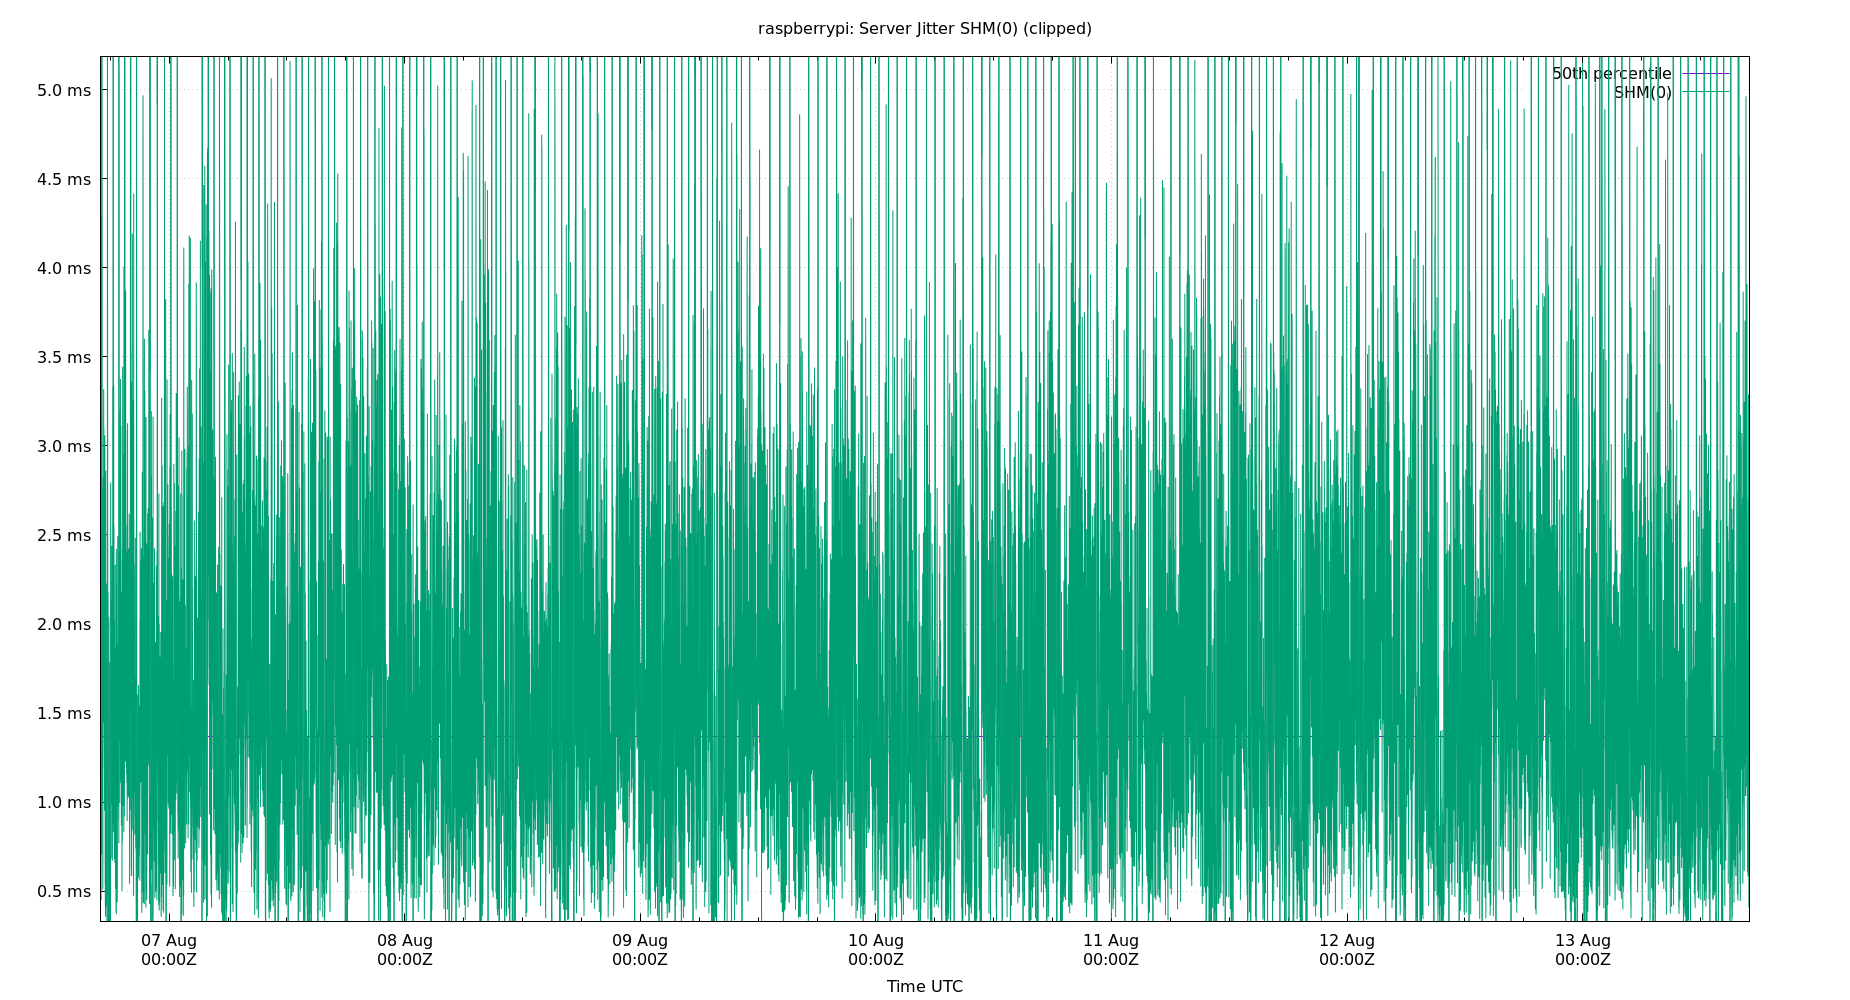 raspberrypi: Server Jitter SHM(0) (clipped)
50th percentile
SHM(0)
5.0 ms
4.5 ms
4.0 ms
3.5 ms
3.0 ms
2.5 ms
2.0 ms
1.5 ms
1.0 ms
0.5 ms
07 Aug 08 Aug 09 Aug 10 Aug 11 Aug 12 Aug 13 Aug
00:00Z 00:00Z 00:00Z 00:00Z 00:00Z 00:00Z 00:00Z
Time UTC